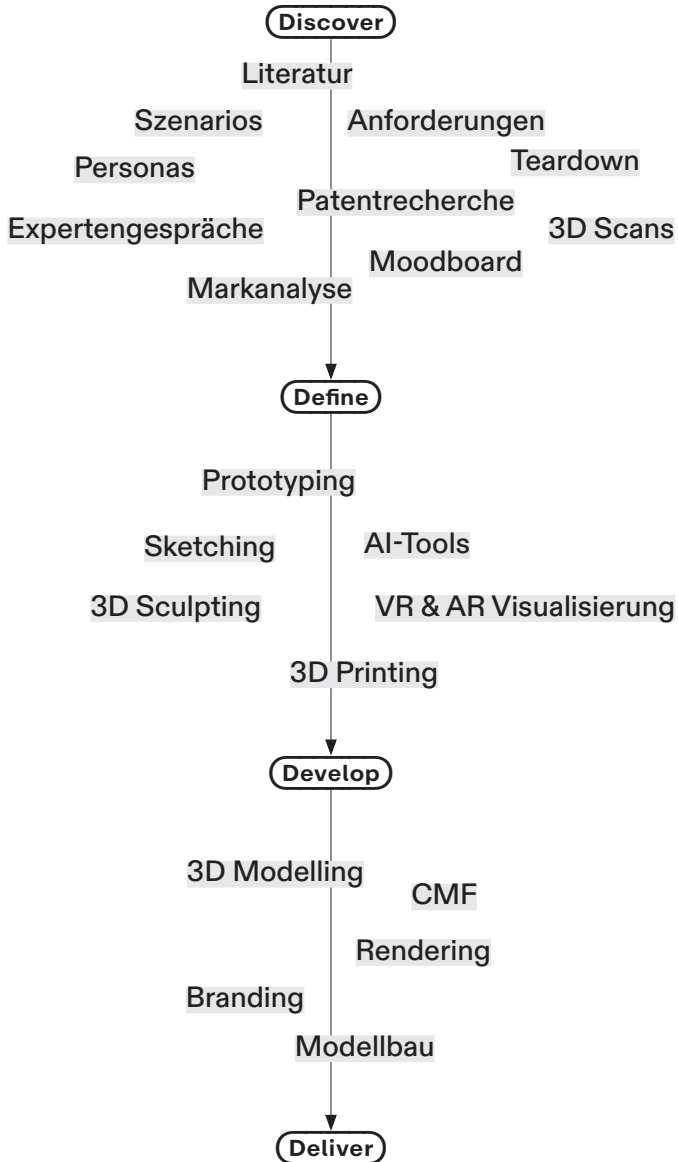 Discover
Literatur
Szenarios
Anforderungen
Personas
Teardown
Patentrecherche
Expertengespräche
3D Scans
Moodboard
Markanalyse
Define
Prototyping
Sketching
AI-Tools
3D Sculpting
VR & AR Visualisierung
3D Printing
Develop
3D Modelling
CMF
Rendering
Branding
Modellbau
Deliver